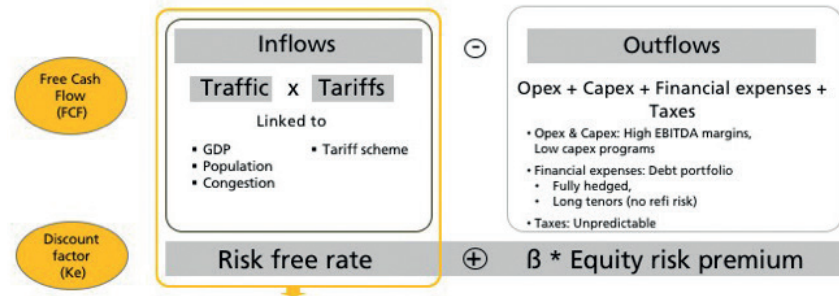 Free Cash
Flow
(FCF)
Inflows
Traffic x Tariffs
Linked to
▪ GDP
▪ Population
▪ Congestion
▪ Tariff scheme
⊖
Outflows
Opex + Capex + Financial expenses +
Taxes
• Opex & Capex: High EBITDA margins,
Low capex programs
• Financial expenses: Debt portfolio
• Fully hedged,
• Long tenors (no refi risk)
• Taxes: Unpredictable
Discount
factor
(Ke)
Risk free rate ⊕ ß * Equity risk premium